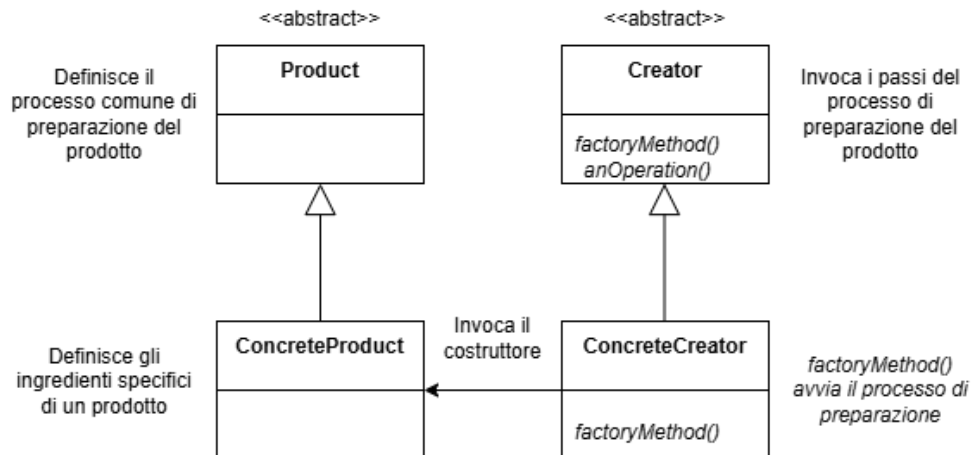 <<abstract>>
<<abstract>>
Definisce il
processo comune di
preparazione del
prodotto
Product
Creator
factoryMethod()
anOperation()
Invoca i passi del
processo di
preparazione del
prodotto
Definisce gli
ingredienti specifici
di un prodotto
ConcreteProduct
Invoca il
costruttore
ConcreteCreator
factoryMethod()
factoryMethod()
avvia il processo di
preparazione